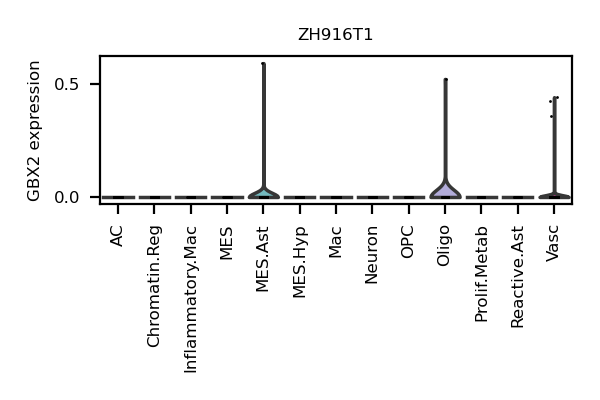 ZH916T1
GBX2 expression
0.5
0.0
AC
Chromatin.Reg
Inflammatory.Mac
MES
MES.Ast
MES.Hyp
Mac
Neuron
OPC
Oligo
Prolif.Metab
Reactive.Ast
Vasc